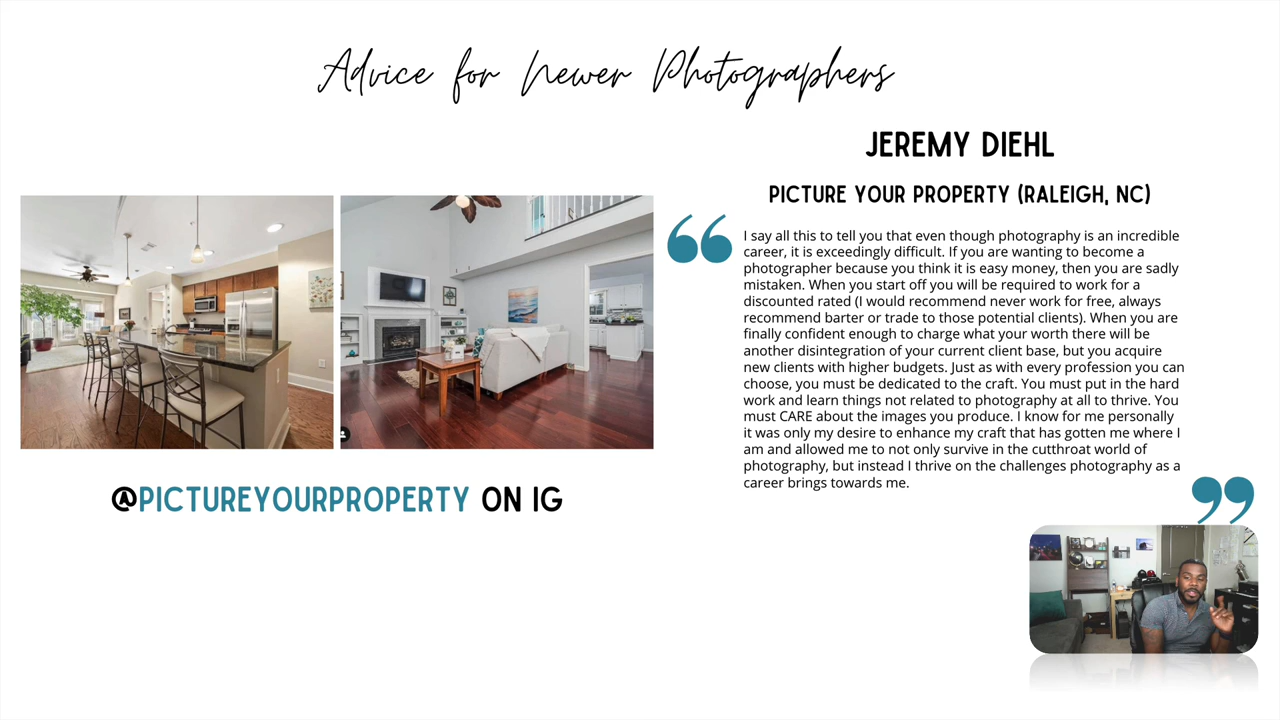 Advice for Newer Photographers
JEREMY DIEHL
PICTURE YOUR PROPERTY (RALEIGH, NC)
“
I say all this to tell you that even though photography is an incredible
career, it is exceedingly difficult. If you are wanting to become a
photographer because you think it is easy money, then you are sadly
mistaken. When you start off you will be required to work for a
discounted rated (I would recommend never work for free, always
recommend barter or trade to those potential clients). When you are
finally confident enough to charge what your worth there will be
another disintegration of your current client base, but you acquire
new clients with higher budgets. Just as with every profession you can
choose, you must be dedicated to the craft. You must put in the hard
work and learn things not related to photography at all to thrive. You
must CARE about the images you produce. I know for me personally
it was only my desire to enhance my craft that has gotten me where I
am and allowed me to not only survive in the cutthroat world of
photography, but instead I thrive on the challenges photography as a
career brings towards me.
”
@PICTUREYOURPROPERTY ON IG